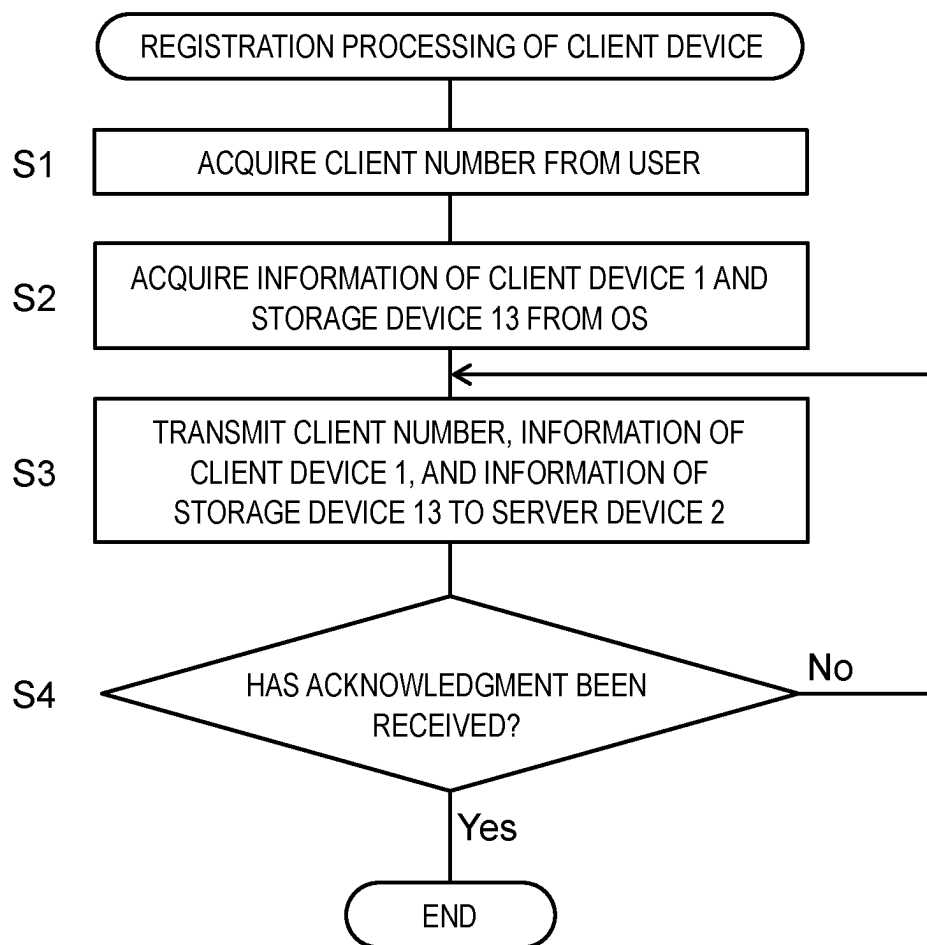 REGISTRATION PROCESSING OF CLIENT DEVICE
S1
ACQUIRE CLIENT NUMBER FROM USER
S2
ACQUIRE INFORMATION OF CLIENT DEVICE 1 AND
STORAGE DEVICE 13 FROM OS
S3
TRANSMIT CLIENT NUMBER, INFORMATION OF
CLIENT DEVICE 1, AND INFORMATION OF
STORAGE DEVICE 13 TO SERVER DEVICE 2
S4
HAS ACKNOWLEDGMENT BEEN
RECEIVED?
No
Yes
END